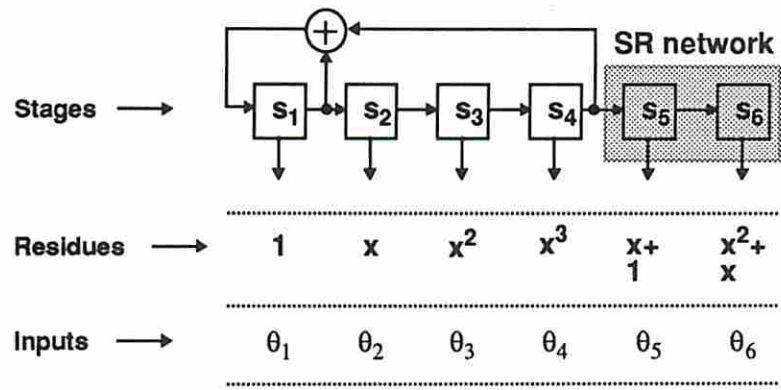 SR network
+
Stages s₁ s₂ s₃ s₄ s₅ s₆
Residues 1 x x² x³ x+ x²+
1 x
Inputs θ₁ θ₂ θ₃ θ₄ θ₅ θ₆